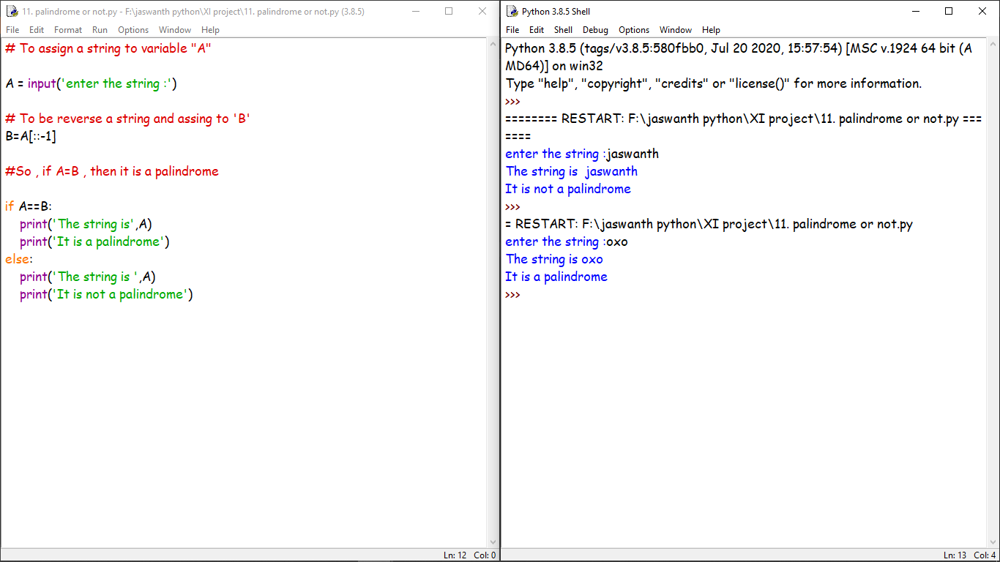 11. palindrome or not.py - F:\jaswanth python\XI project\11. palindrome or not.py (3.8.5)
File Edit Format Run Options Window Help
# To assign a string to variable "A"
A = input('enter the string :')
# To be reverse a string and assing to 'B'
B=A[::-1]
#So , if A=B , then it is a palindrome
if A==B:
    print('The string is',A)
    print('It is a palindrome')
else:
    print('The string is ',A)
    print('It is not a palindrome')
Ln: 12 Col: 0
Python 3.8.5 Shell
File Edit Shell Debug Options Window Help
Python 3.8.5 (tags/v3.8.5:580fbb0, Jul 20 2020, 15:57:54) [MSC v.1924 64 bit (A
MD64)] on win32
Type "help", "copyright", "credits" or "license()" for more information.
>>>
======== RESTART: F:\jaswanth python\XI project\11. palindrome or not.py ===
====
enter the string :jaswanth
The string is  jaswanth
It is not a palindrome
>>>
= RESTART: F:\jaswanth python\XI project\11. palindrome or not.py
enter the string :oxo
The string is oxo
It is a palindrome
>>>
Ln: 13 Col: 4